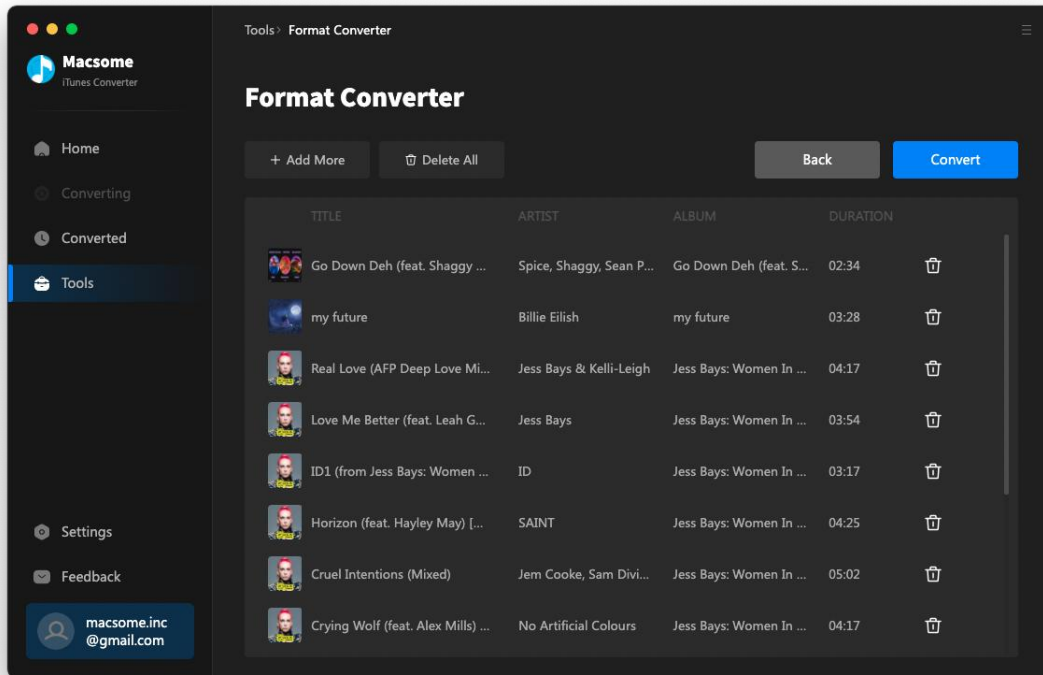 Macsome
iTunes Converter
Home
Converting
Converted
Tools
Settings
Feedback
macsome.inc
@gmail.com
Tools› Format Converter
Format Converter
+ Add More
Delete All
Back
Convert
TITLE ARTIST ALBUM DURATION
Go Down Deh (feat. Shaggy ... Spice, Shaggy, Sean P... Go Down Deh (feat. S... 02:34
my future Billie Eilish my future 03:28
Real Love (AFP Deep Love Mi... Jess Bays & Kelli-Leigh Jess Bays: Women In ... 04:17
Love Me Better (feat. Leah G... Jess Bays Jess Bays: Women In ... 03:54
ID1 (from Jess Bays: Women ... ID Jess Bays: Women In ... 03:17
Horizon (feat. Hayley May) [... SAINT Jess Bays: Women In ... 04:25
Cruel Intentions (Mixed) Jem Cooke, Sam Divi... Jess Bays: Women In ... 05:02
Crying Wolf (feat. Alex Mills) ... No Artificial Colours Jess Bays: Women In ... 04:17